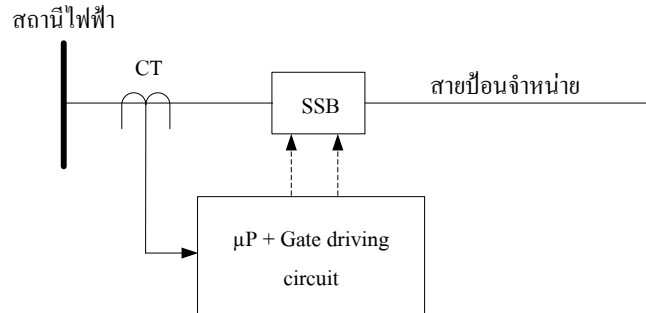 สถานีไฟฟ้า
CT
SSB
สายป้อนจำหน่าย
µP + Gate driving
circuit